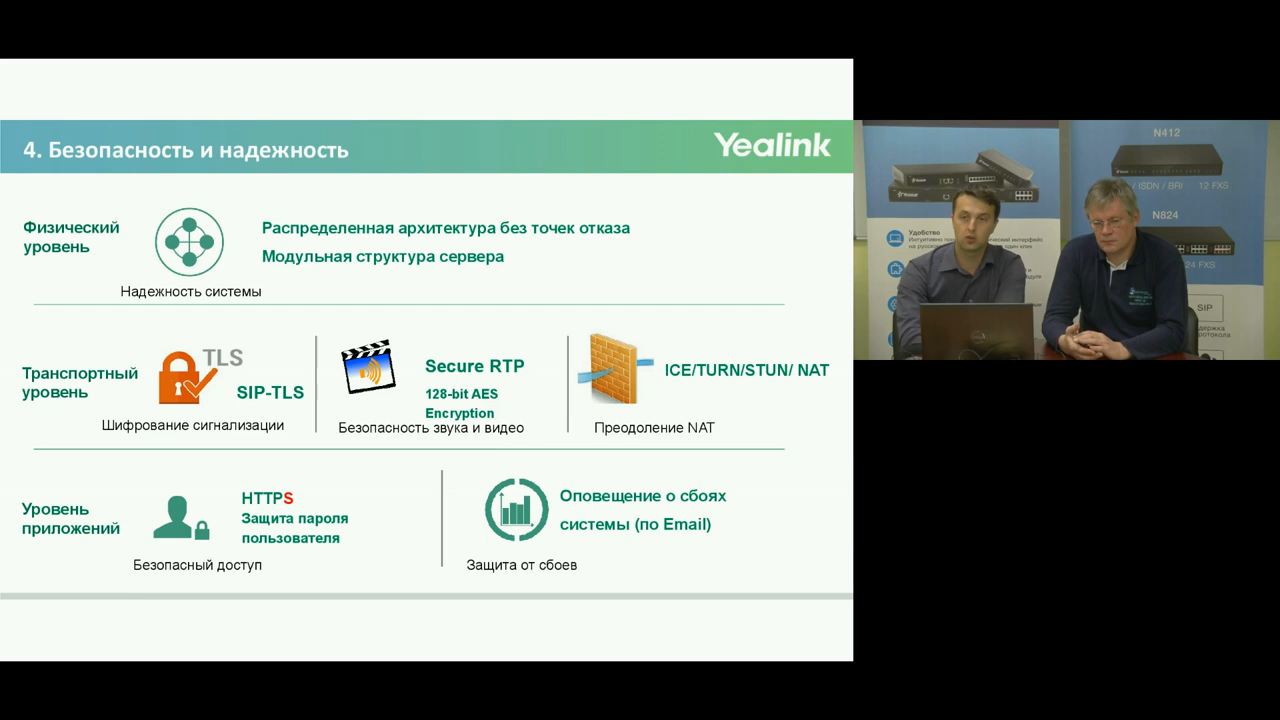 4. Безопасность и надежность
Yealink
Физический
уровень
Распределенная архитектура без точек отказа
Модульная структура сервера
Надежность системы
Транспортный
уровень
TLS
SIP-TLS
Шифрование сигнализации
Secure RTP
128-bit AES
Encryption
Безопасность звука и видео
ICE/TURN/STUN/ NAT
Преодоление NAT
Уровень
приложений
HTTPS
Защита пароля
пользователя
Безопасный доступ
Оповещение о сбоях
системы (по Email)
Защита от сбоев
N412
/ ISDN / BRI 12 FXS
N824
24 FXS
Удобство
SIP